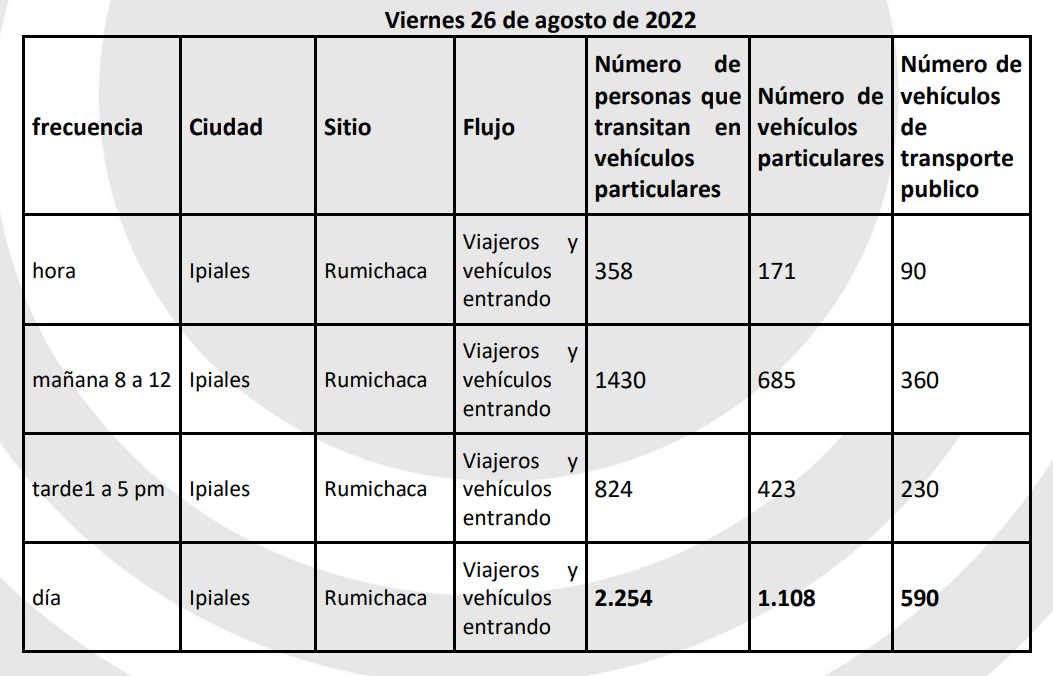 Viernes 26 de agosto de 2022
frecuencia Ciudad Sitio Flujo Número de personas que transitan en vehículos particulares Número de vehículos particulares Número de vehículos de transporte publico
hora Ipiales Rumichaca Viajeros y vehículos entrando 358 171 90
mañana 8 a 12 Ipiales Rumichaca Viajeros y vehículos entrando 1430 685 360
tarde1 a 5 pm Ipiales Rumichaca Viajeros y vehículos entrando 824 423 230
día Ipiales Rumichaca Viajeros y vehículos entrando 2.254 1.108 590